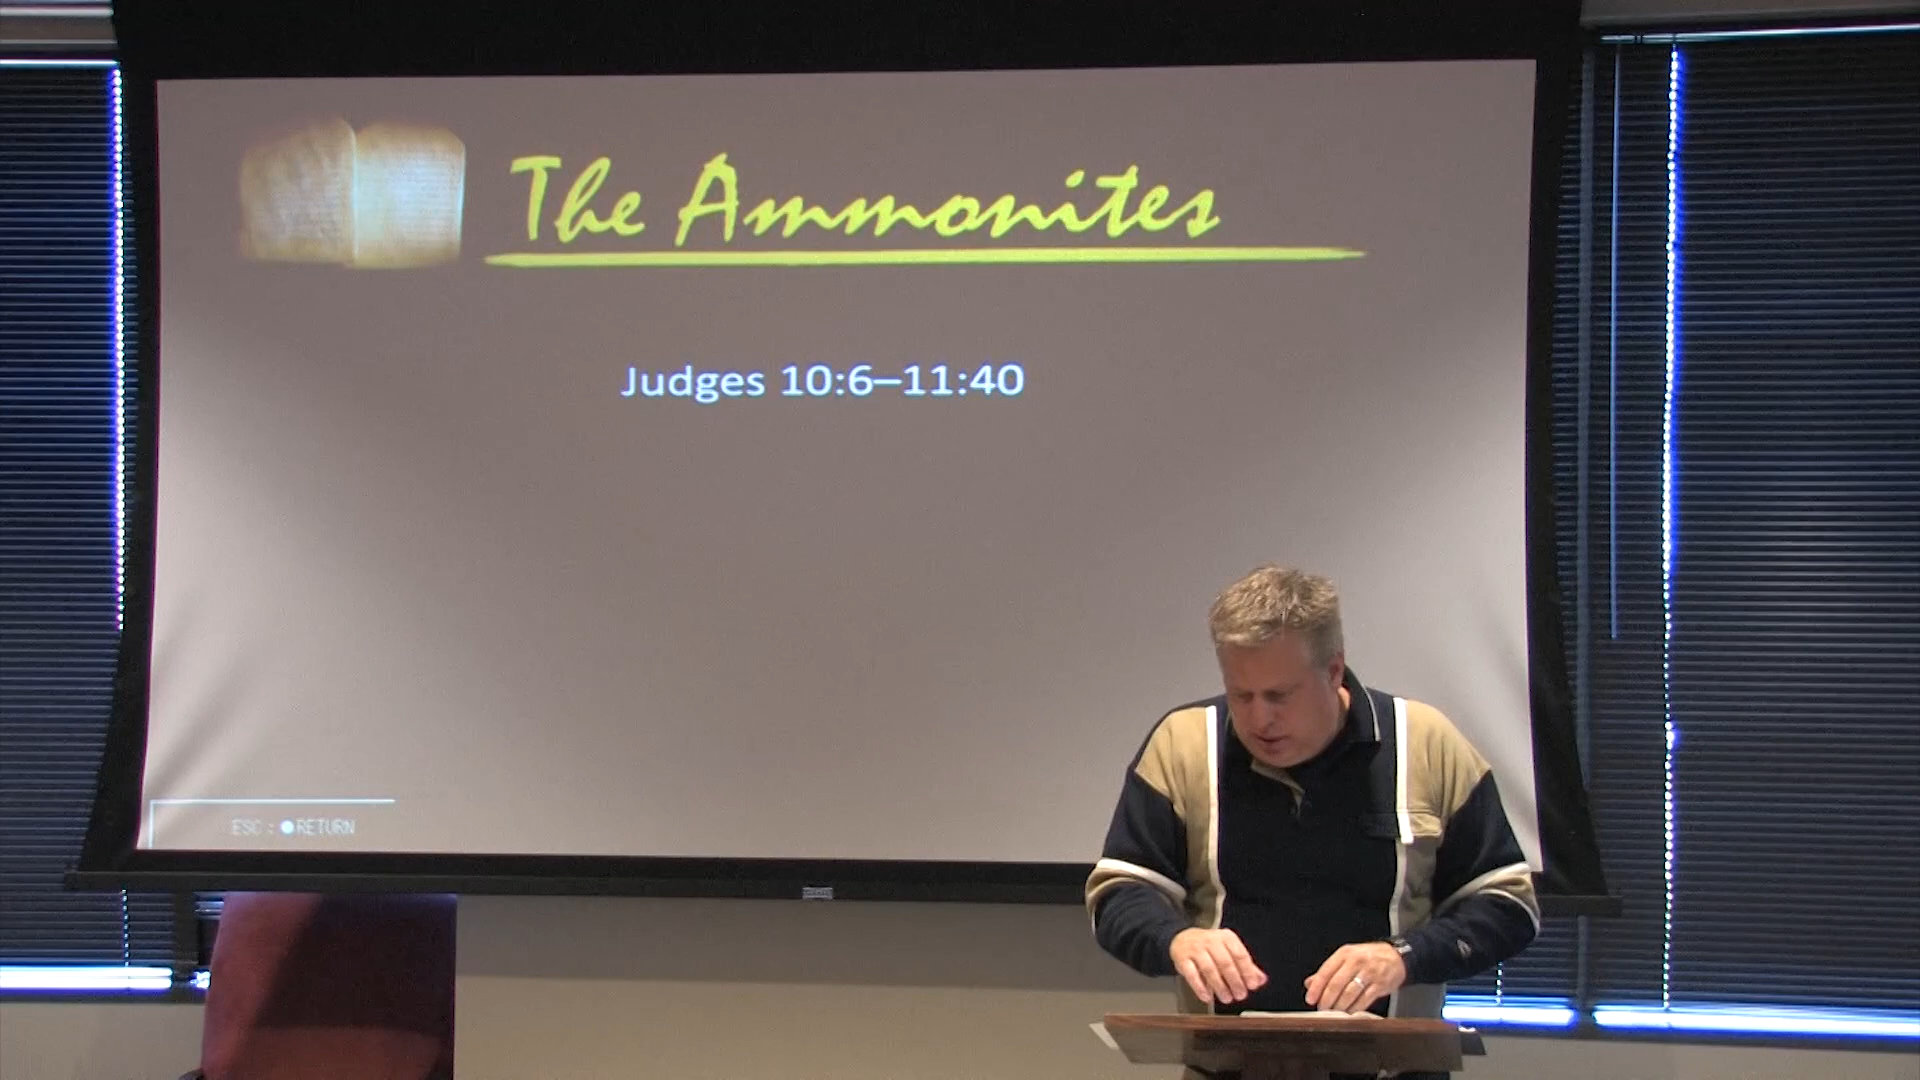 The Ammonites
Judges 10:6–11:40
ESC : ●RETURN